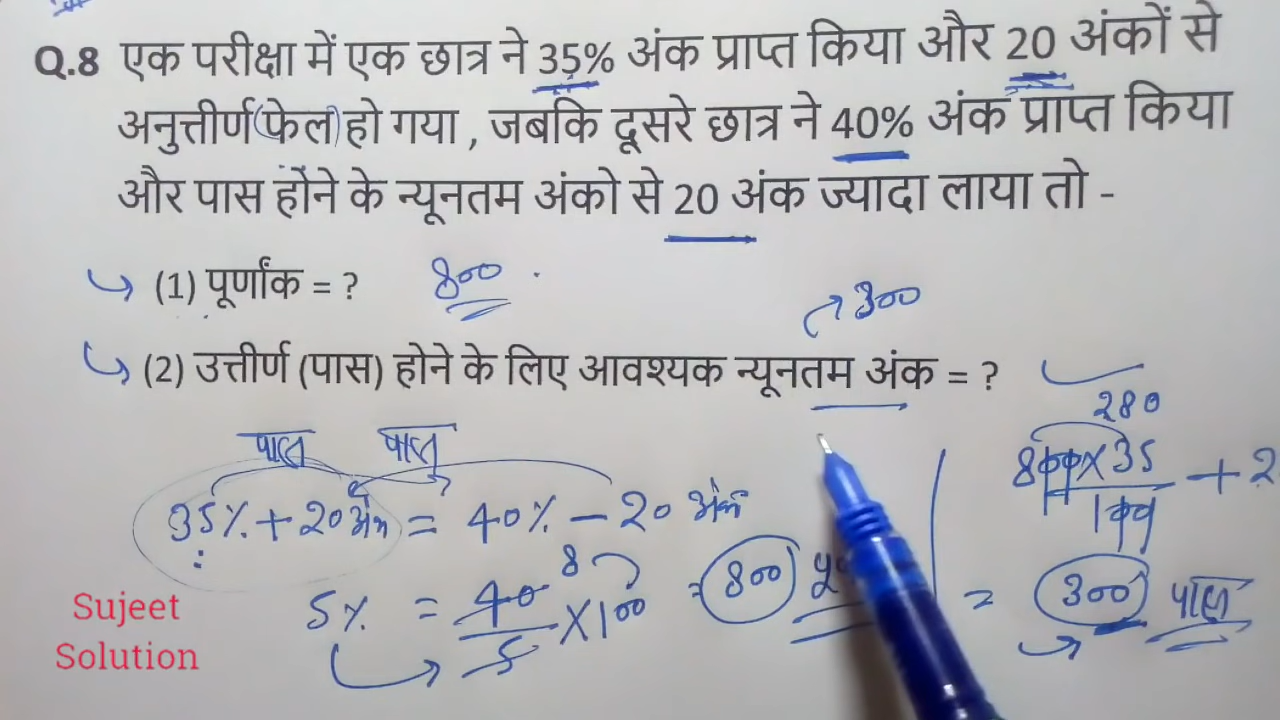 Q.8 एक परीक्षा में एक छात्र ने 35% अंक प्राप्त किया और 20 अंकों से
अनुत्तीर्ण (फेल) हो गया , जबकि दूसरे छात्र ने 40% अंक प्राप्त किया
और पास होने के न्यूनतम अंको से 20 अंक ज्यादा लाया तो -
(1) पूर्णांक = ? 800
300
(2) उत्तीर्ण (पास) होने के लिए आवश्यक न्यूनतम अंक = ?
280
पास पास
800×35/100 + 2
35% + 20 अंक = 40% – 20 अंक
8
5% = 40/5 ×100 = 800
= 300 पास
Sujeet
Solution